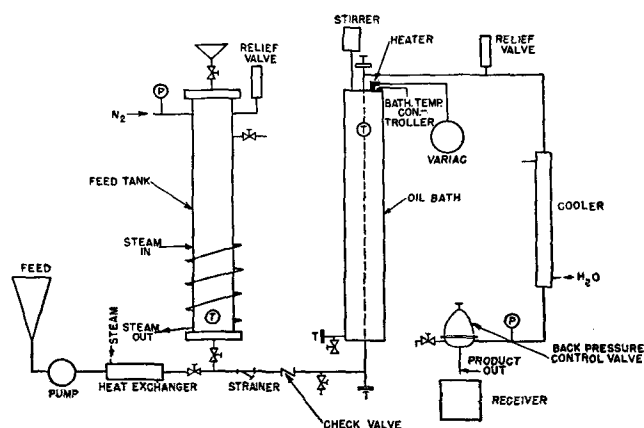 STIRRER
HEATER
RELIEF
VALVE
RELIEF
VALVE
P
N₂
BATH. TEMP.
CON-
TROLLER
T
VARIAC
FEED TANK
OIL BATH
COOLER
STEAM
IN
FEED
H₂O
T
STEAM
OUT
STEAM
T
P
BACK PRESSURE
CONTROL VALVE
PRODUCT
OUT
PUMP
HEAT EXCHANGER
STRAINER
CHECK VALVE
RECEIVER